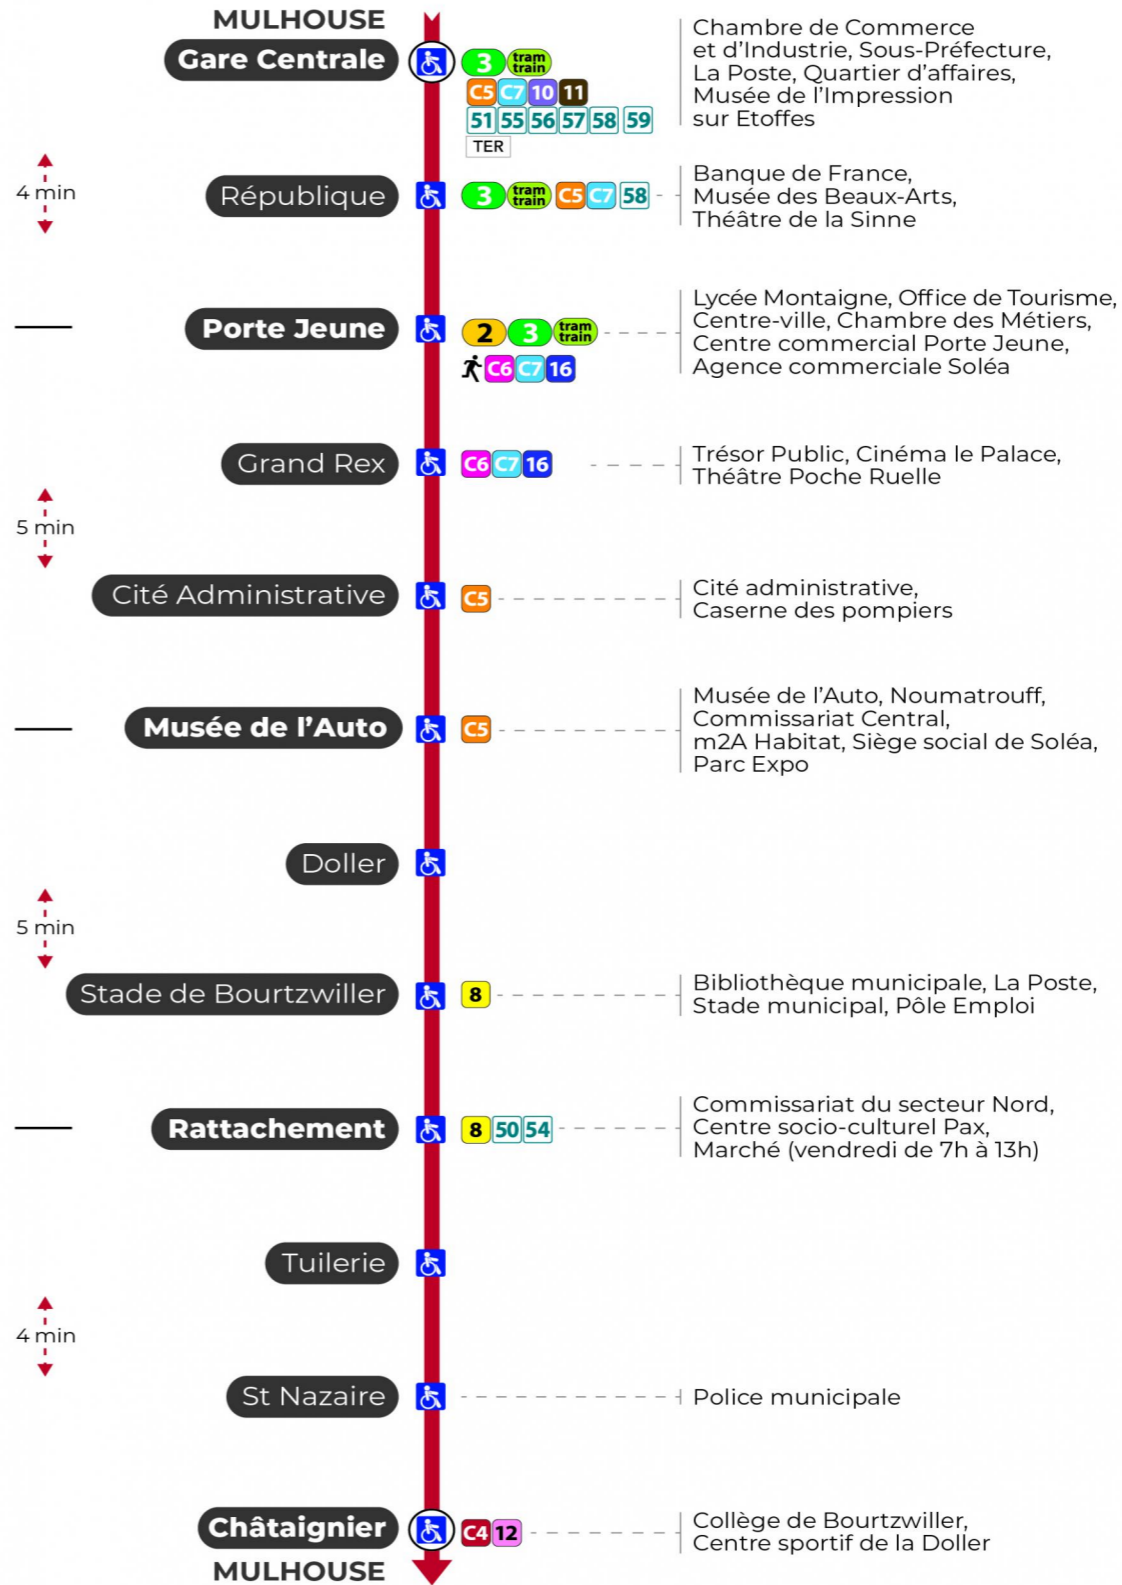 MULHOUSE
Gare Centrale
3 tram train
C5 C7 10 11
51 55 56 57 58 59
TER
Chambre de Commerce
et d'Industrie, Sous-Préfecture,
La Poste, Quartier d'affaires,
Musée de l'Impression
sur Etoffes
4 min
République
3 tram train C5 C7 58
Banque de France,
Musée des Beaux-Arts,
Théâtre de la Sinne
Porte Jeune
2 3 tram train
C6 C7 16
Lycée Montaigne, Office de Tourisme,
Centre-ville, Chambre des Métiers,
Centre commercial Porte Jeune,
Agence commerciale Soléa
Grand Rex
C6 C7 16
Trésor Public, Cinéma le Palace,
Théâtre Poche Ruelle
5 min
Cité Administrative
C5
Cité administrative,
Caserne des pompiers
Musée de l'Auto
C5
Musée de l'Auto, Noumatrouff,
Commissariat Central,
m2A Habitat, Siège social de Soléa,
Parc Expo
Doller
5 min
Stade de Bourtzwiller
8
Bibliothèque municipale, La Poste,
Stade municipal, Pôle Emploi
Rattachement
8 50 54
Commissariat du secteur Nord,
Centre socio-culturel Pax,
Marché (vendredi de 7h à 13h)
Tuilerie
4 min
St Nazaire
Police municipale
Châtaignier
C4 12
Collège de Bourtzwiller,
Centre sportif de la Doller
MULHOUSE